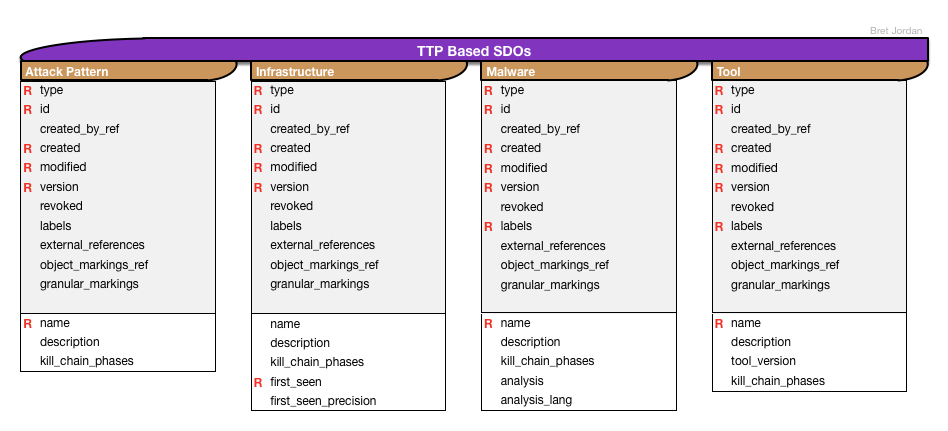 Bret Jordan
TTP Based SDOs
Attack Pattern
R type
R id
created_by_ref
R created
R modified
R version
revoked
labels
external_references
object_markings_ref
granular_markings
R name
description
kill_chain_phases
Infrastructure
R type
R id
created_by_ref
R created
R modified
R version
revoked
labels
external_references
object_markings_ref
granular_markings
name
description
kill_chain_phases
R first_seen
first_seen_precision
Malware
R type
R id
created_by_ref
R created
R modified
R version
revoked
R labels
external_references
object_markings_ref
granular_markings
R name
description
kill_chain_phases
analysis
analysis_lang
Tool
R type
R id
created_by_ref
R created
R modified
R version
revoked
R labels
external_references
object_markings_ref
granular_markings
R name
description
tool_version
kill_chain_phases